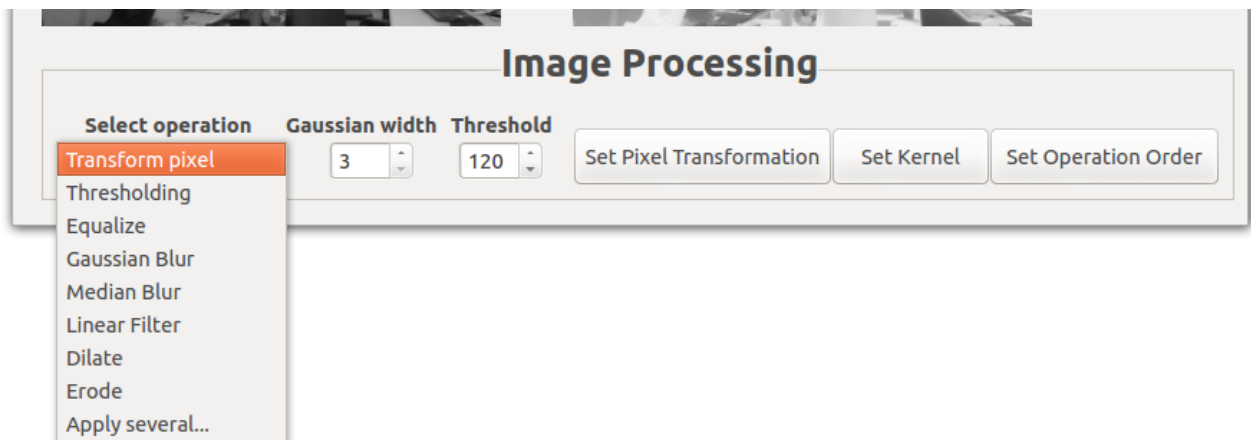 Image Processing
Select operation Gaussian width Threshold
Transform pixel 3 120 Set Pixel Transformation Set Kernel Set Operation Order
Thresholding
Equalize
Gaussian Blur
Median Blur
Linear Filter
Dilate
Erode
Apply several...